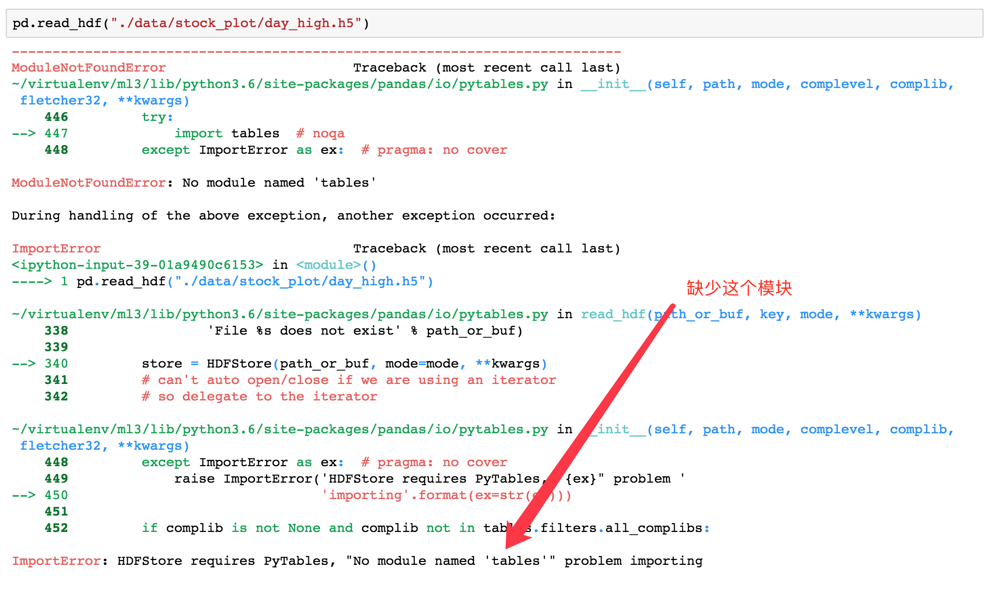 pd.read_hdf("./data/stock_plot/day_high.h5")
---------------------------------------------------------------------------
ModuleNotFoundError                       Traceback (most recent call last)
~/virtualenv/ml3/lib/python3.6/site-packages/pandas/io/pytables.py in __init__(self, path, mode, complevel, complib,
 fletcher32, **kwargs)
    446         try:
--> 447             import tables  # noqa
    448         except ImportError as ex:  # pragma: no cover
ModuleNotFoundError: No module named 'tables'
During handling of the above exception, another exception occurred:
ImportError                               Traceback (most recent call last)
<ipython-input-39-01a9490c6153> in <module>()
----> 1 pd.read_hdf("./data/stock_plot/day_high.h5")
缺少这个模块
~/virtualenv/ml3/lib/python3.6/site-packages/pandas/io/pytables.py in read_hdf(path_or_buf, key, mode, **kwargs)
    338                 'File %s does not exist' % path_or_buf)
    339
--> 340         store = HDFStore(path_or_buf, mode=mode, **kwargs)
    341         # can't auto open/close if we are using an iterator
    342         # so delegate to the iterator
~/virtualenv/ml3/lib/python3.6/site-packages/pandas/io/pytables.py in __init__(self, path, mode, complevel, complib,
 fletcher32, **kwargs)
    448         except ImportError as ex:  # pragma: no cover
    449             raise ImportError('HDFStore requires PyTables, "{ex}" problem '
--> 450                               'importing'.format(ex=str(ex)))
    451
    452         if complib is not None and complib not in tables.filters.all_complibs:
ImportError: HDFStore requires PyTables, "No module named 'tables'" problem importing